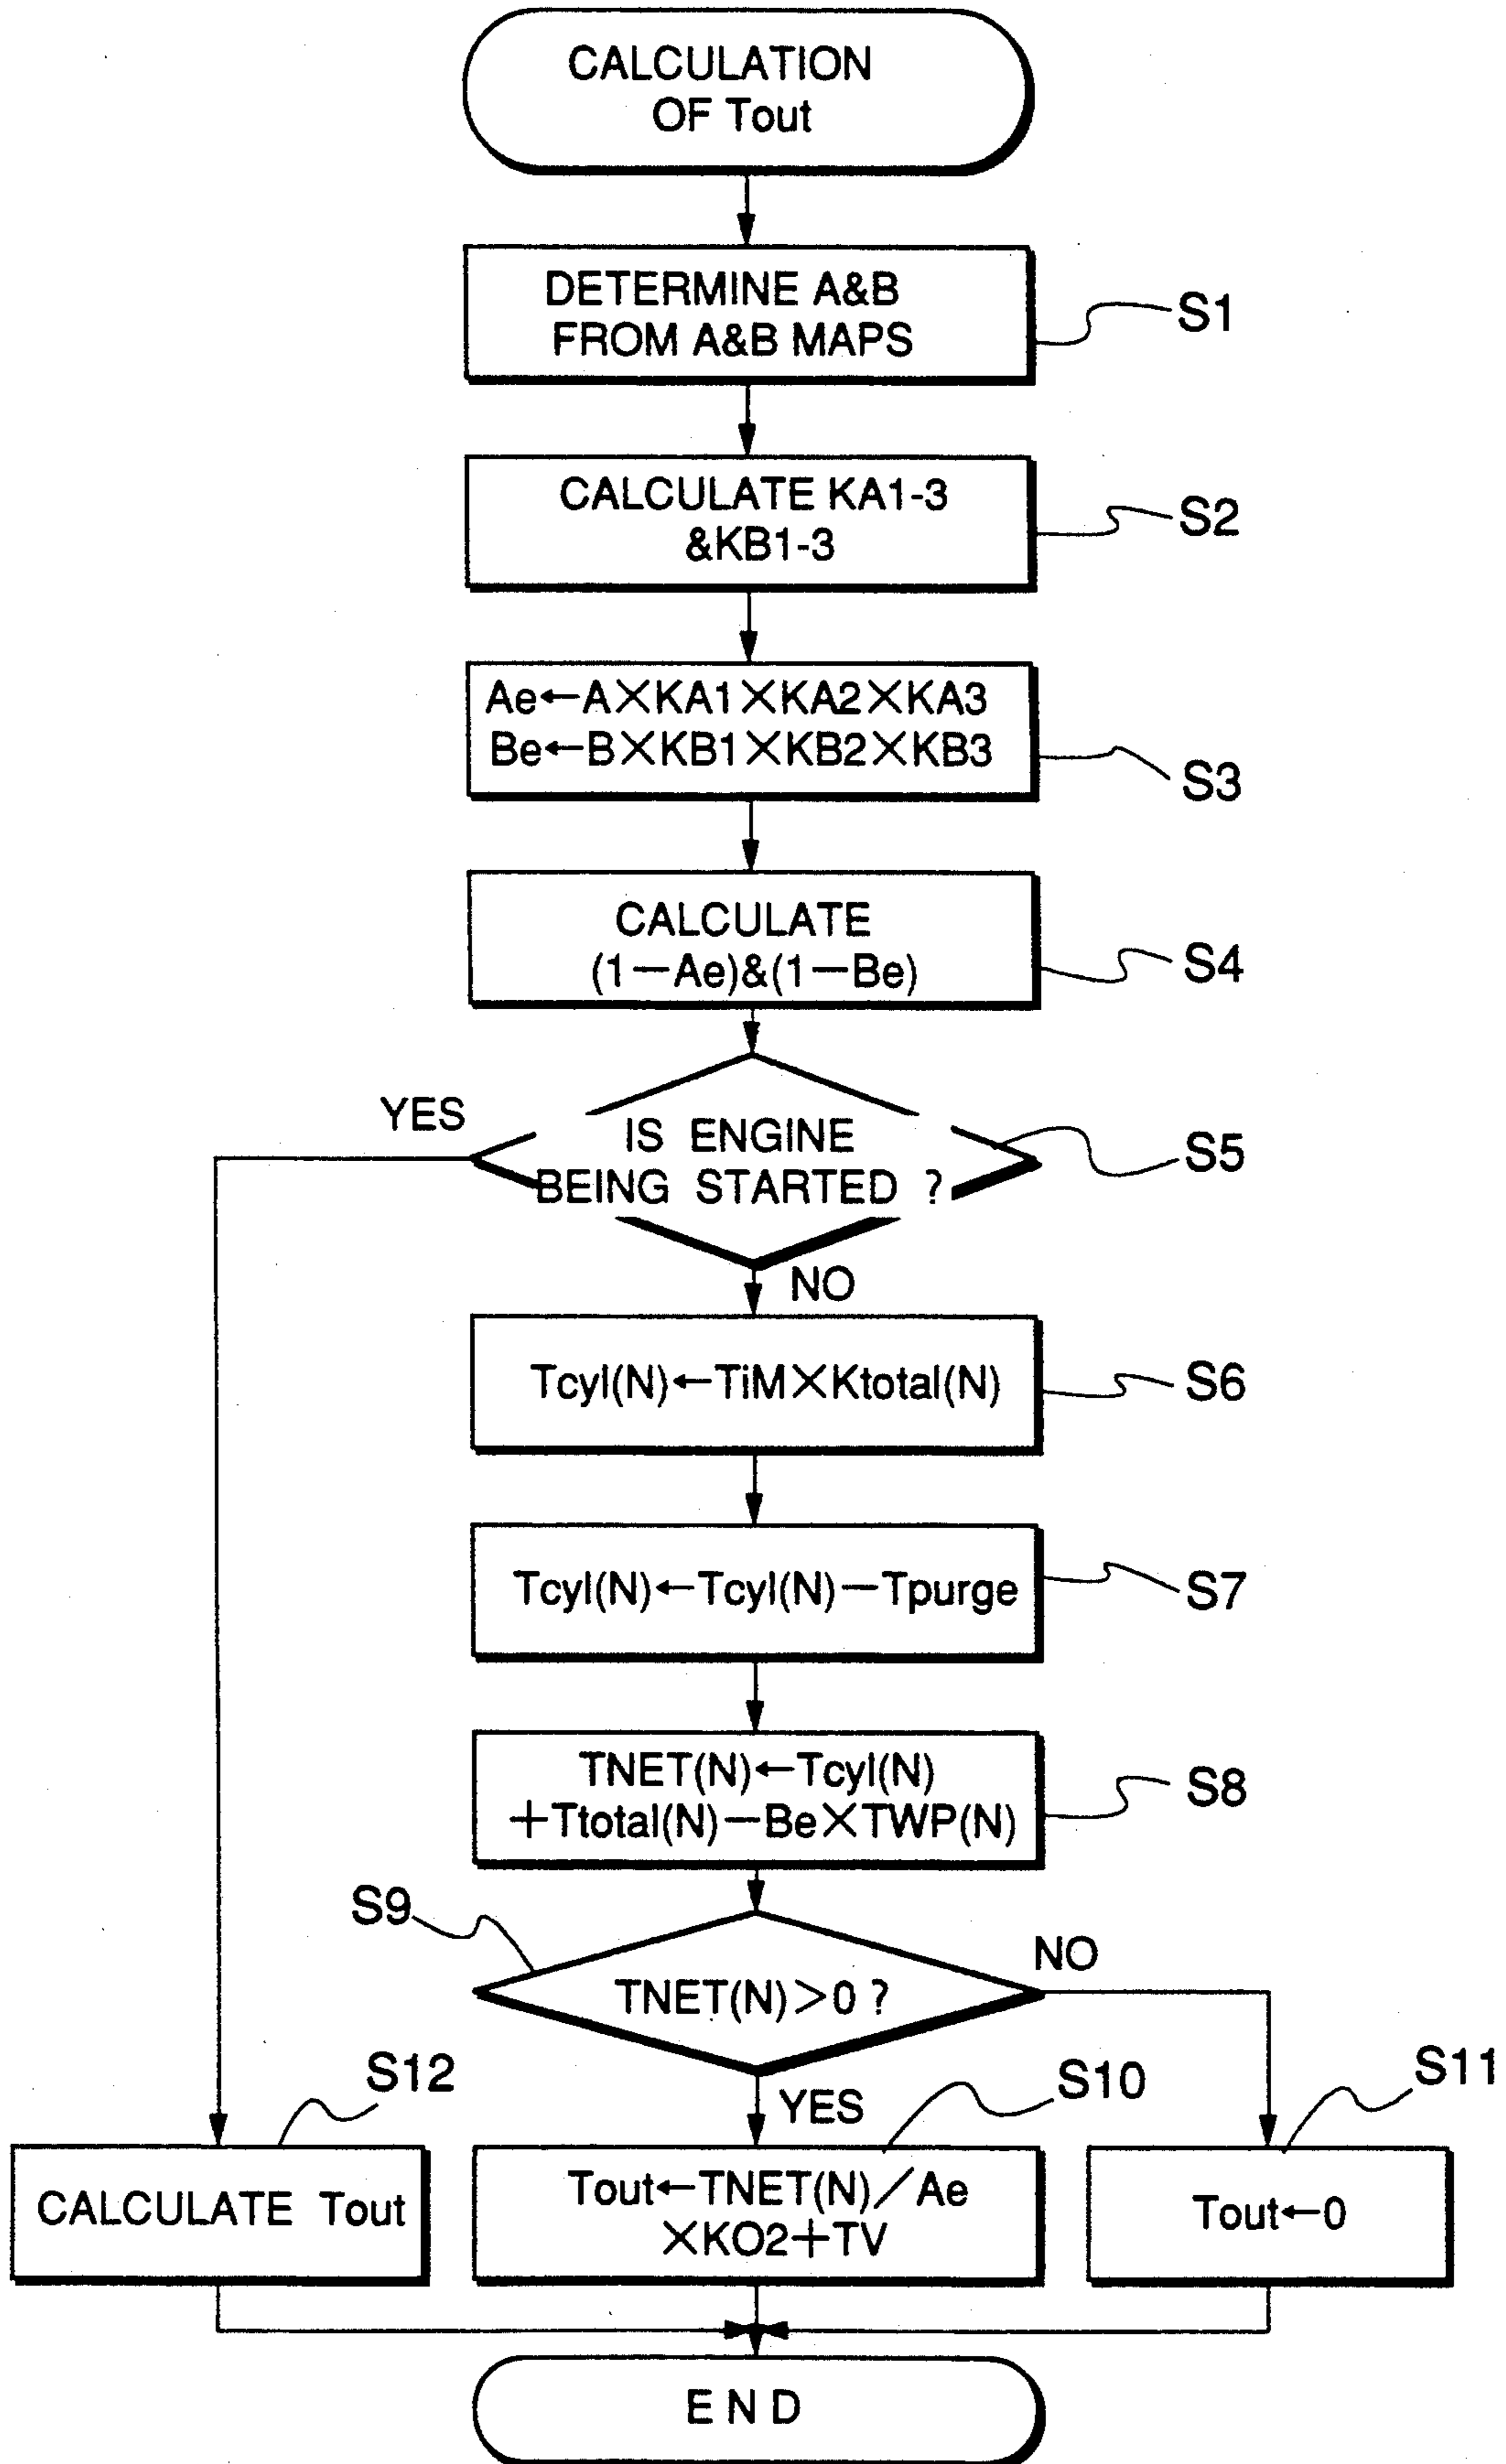 CALCULATION
OF Tout
DETERMINE A&B
FROM A&B MAPS
S1
CALCULATE KA1-3
&KB1-3
S2
Ae←A×KA1×KA2×KA3
Be←B×KB1×KB2×KB3
S3
CALCULATE
(1−Ae)&(1−Be)
S4
YES
IS ENGINE
BEING STARTED ?
S5
NO
Tcyl(N)←TiM×Ktotal(N)
S6
Tcyl(N)←Tcyl(N)−Tpurge
S7
TNET(N)←Tcyl(N)
+Ttotal(N)−Be×TWP(N)
S8
S9
TNET(N)>0 ?
NO
YES
S12
CALCULATE Tout
S10
Tout←TNET(N)/Ae
×KO2+TV
S11
Tout←0
END